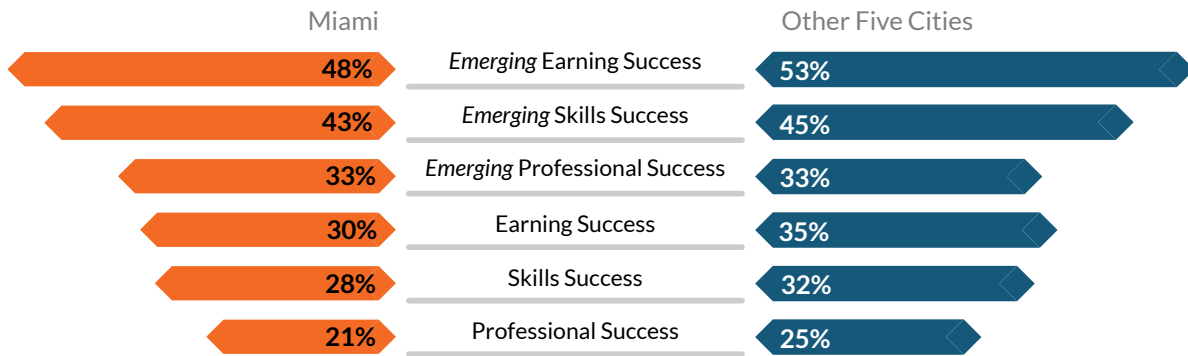 Miami Other Five Cities
48% Emerging Earning Success 53%
43% Emerging Skills Success 45%
33% Emerging Professional Success 33%
30% Earning Success 35%
28% Skills Success 32%
21% Professional Success 25%